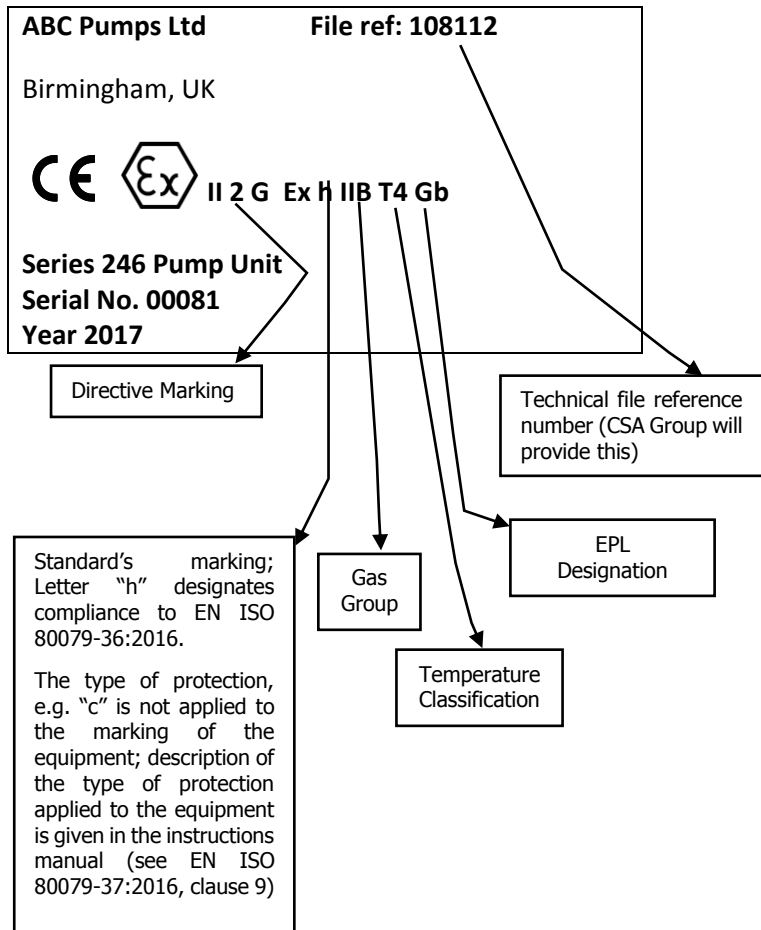 ABC Pumps Ltd File ref: 108112
Birmingham, UK
CE Ex II 2 G Ex h IIB T4 Gb
Series 246 Pump Unit
Serial No. 00081
Year 2017
Directive Marking
Technical file reference
number (CSA Group will
provide this)
Standard's marking;
Letter "h" designates
compliance to EN ISO
80079-36:2016.
The type of protection,
e.g. "c" is not applied to
the marking of the
equipment; description of
the type of protection
applied to the equipment
is given in the instructions
manual (see EN ISO
80079-37:2016, clause 9)
Gas
Group
EPL
Designation
Temperature
Classification